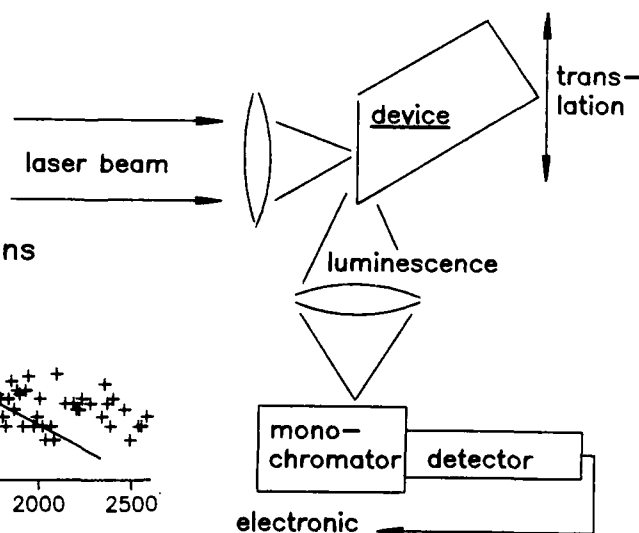 trans-
lation
device
laser beam
ns
luminescence
mono-
chromator
detector
2000 2500
electronic